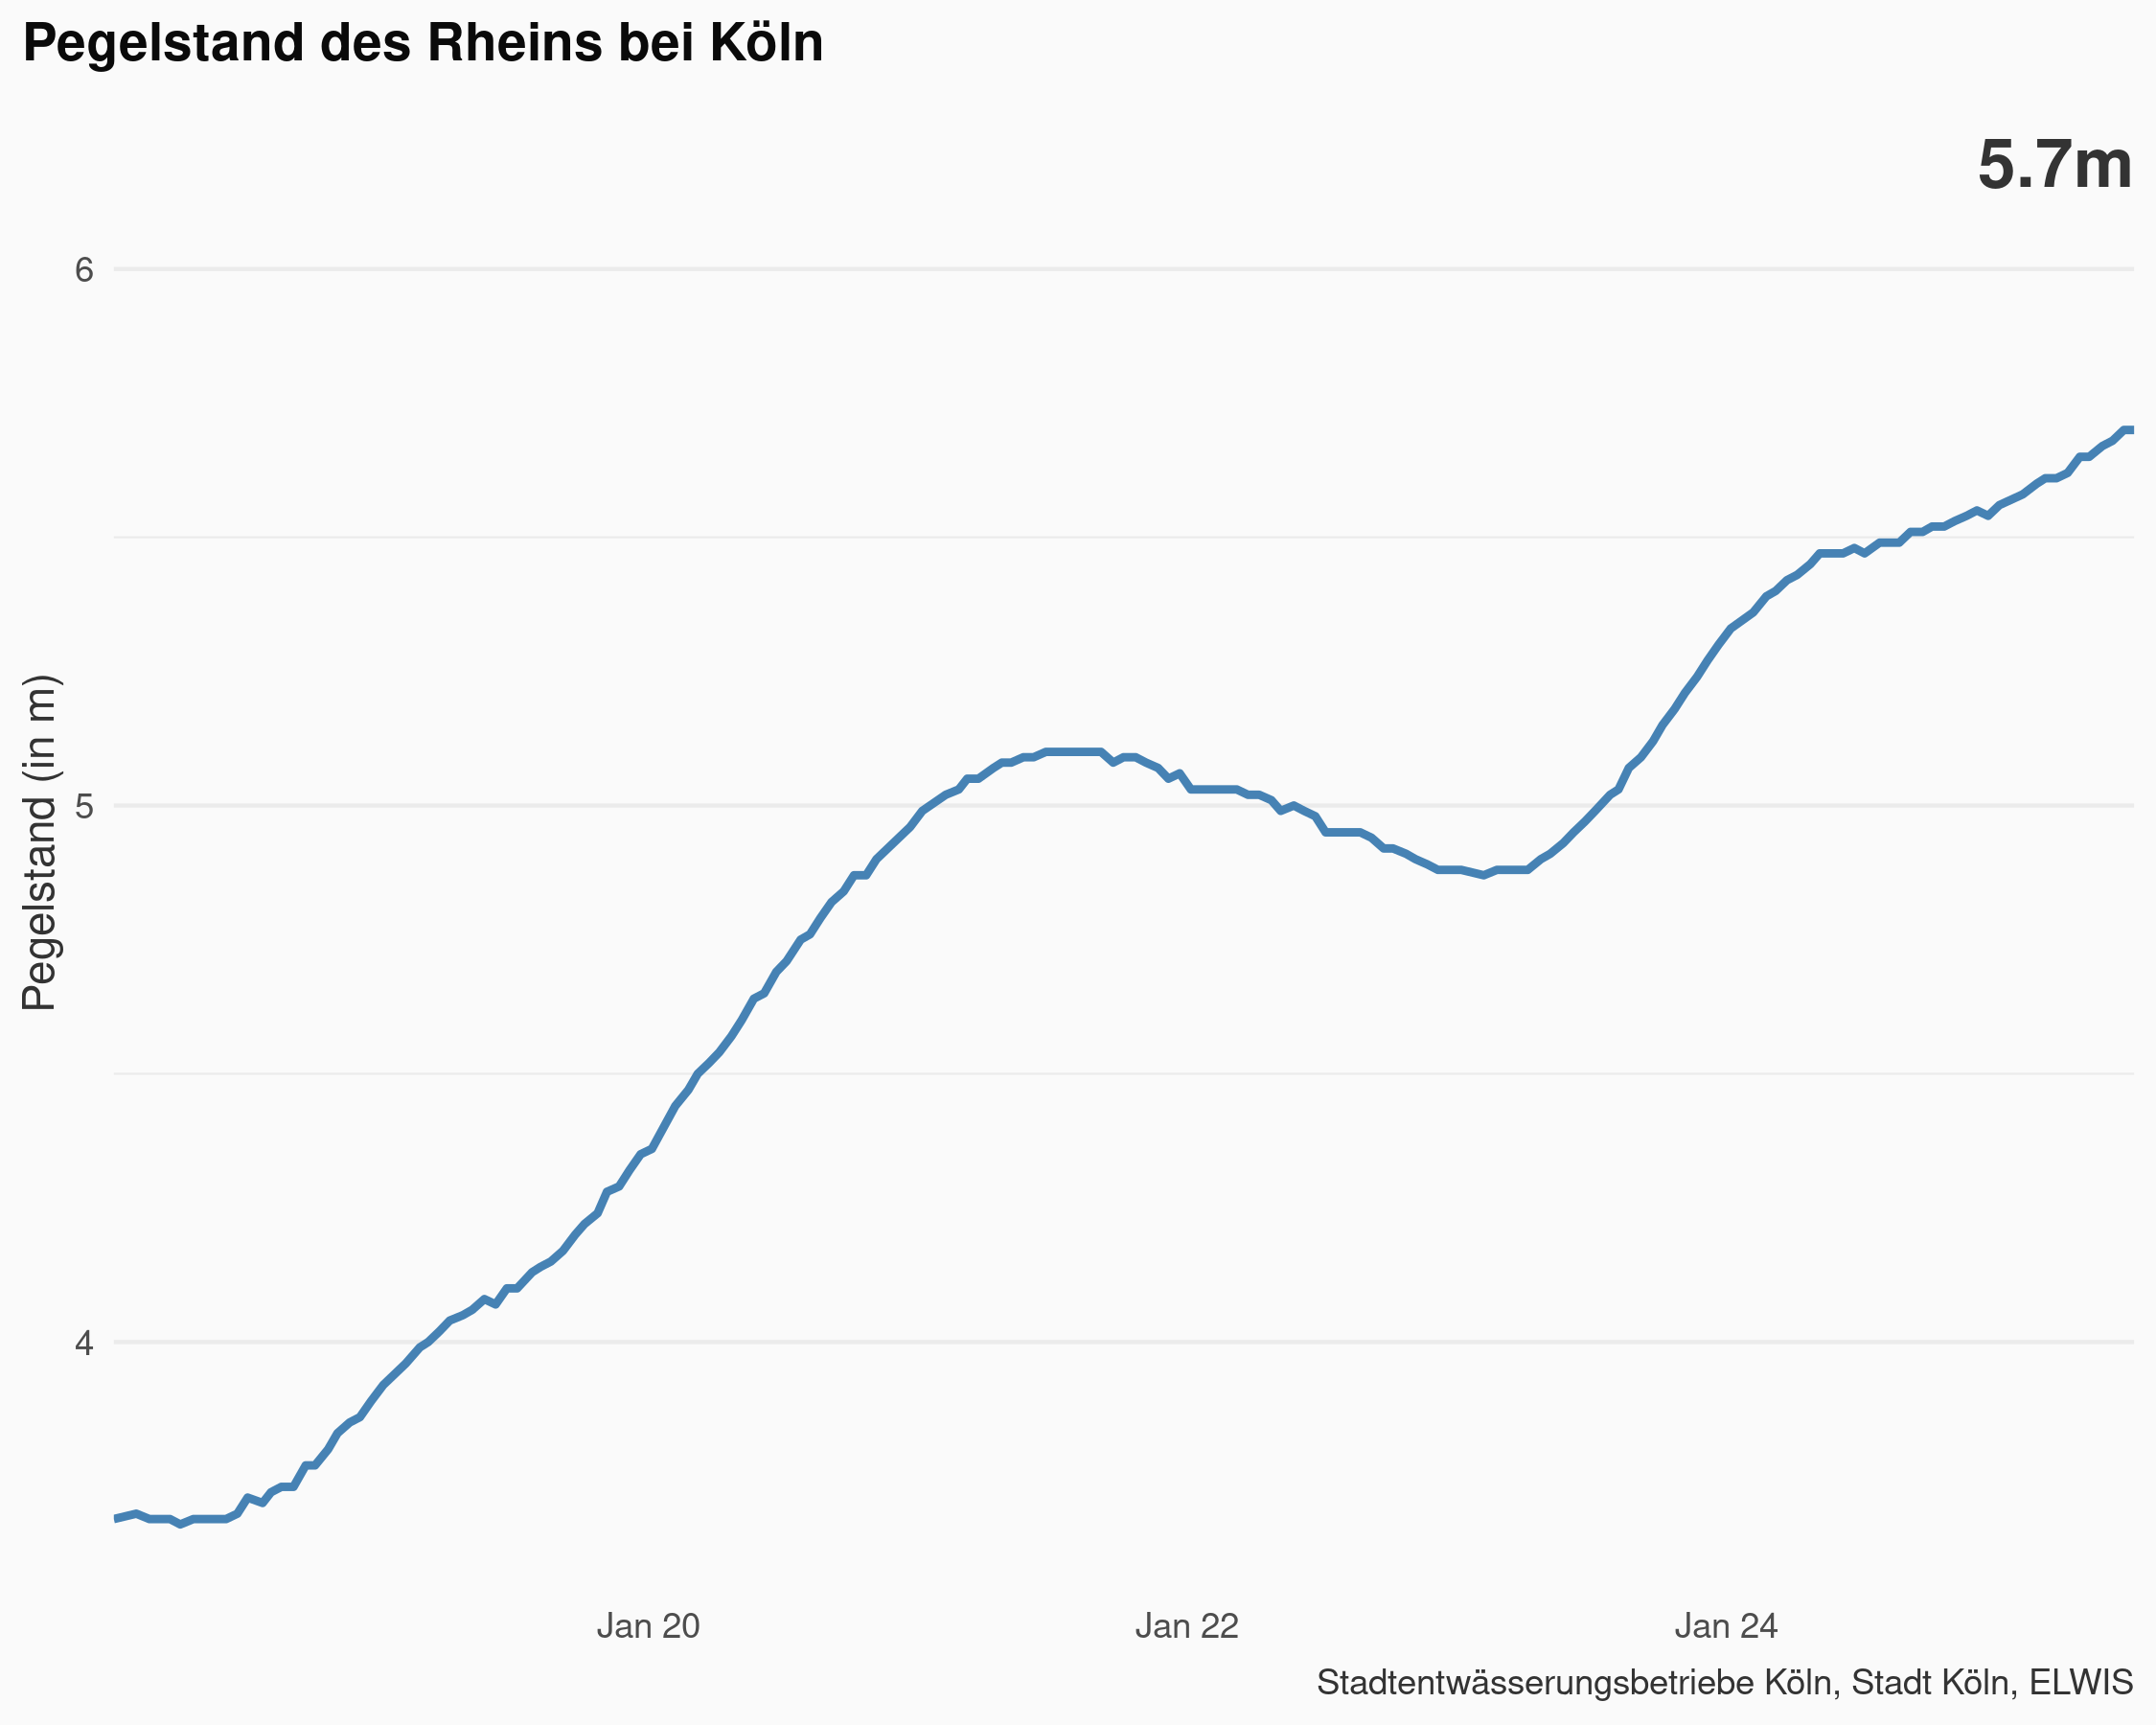 Pegelstand des Rheins bei Köln
5.7m
6
5
4
Pegelstand (in m)
Jan 20
Jan 22
Jan 24
Stadtentwässerungsbetriebe Köln, Stadt Köln, ELWIS